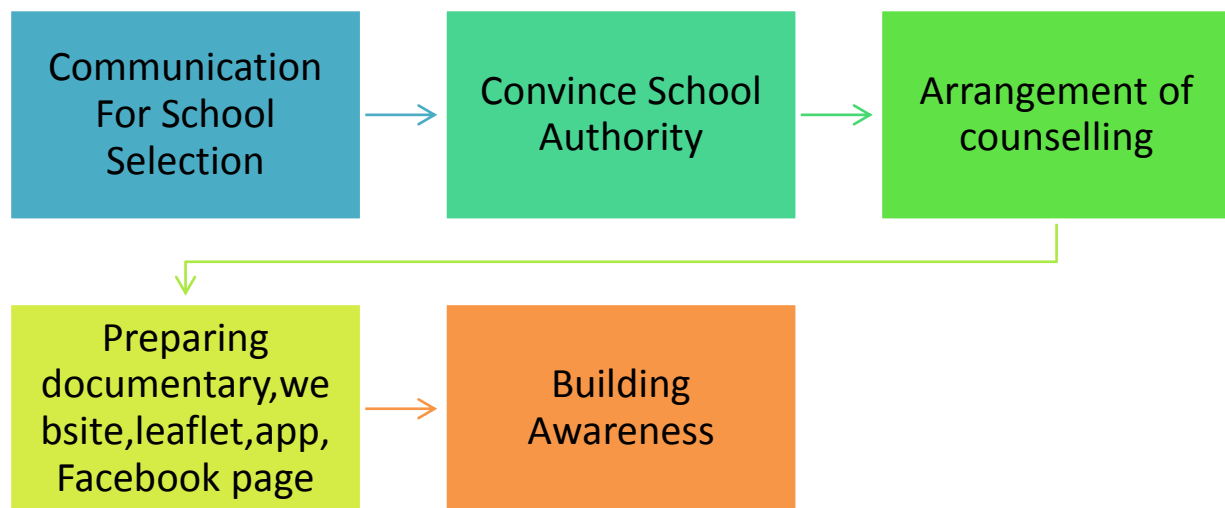 Communication
For School
Selection
Convince School
Authority
Arrangement of
counselling
Preparing
documentary,we
bsite,leaflet,app,
Facebook page
Building
Awareness